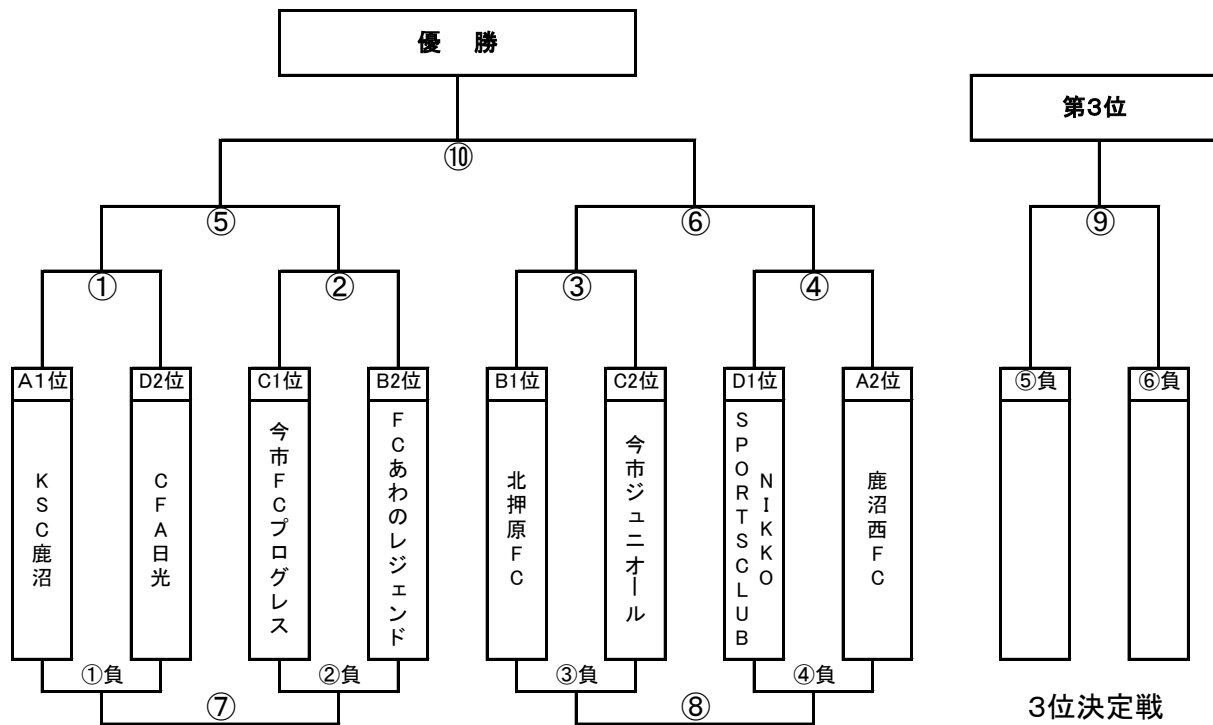 優 勝
第3位
⑩
⑤
⑥
⑨
①
②
③
④
A1位
D2位
C1位
B2位
B1位
C2位
D1位
A2位
⑤負
⑥負
KSC鹿沼
CFA日光
今市FCプログレス
FCあわのレジェンド
北押原FC
今市ジュニオール
NIKKO
SPORTSCLUB
鹿沼西FC
①負
②負
③負
④負
⑦
⑧
3位決定戦